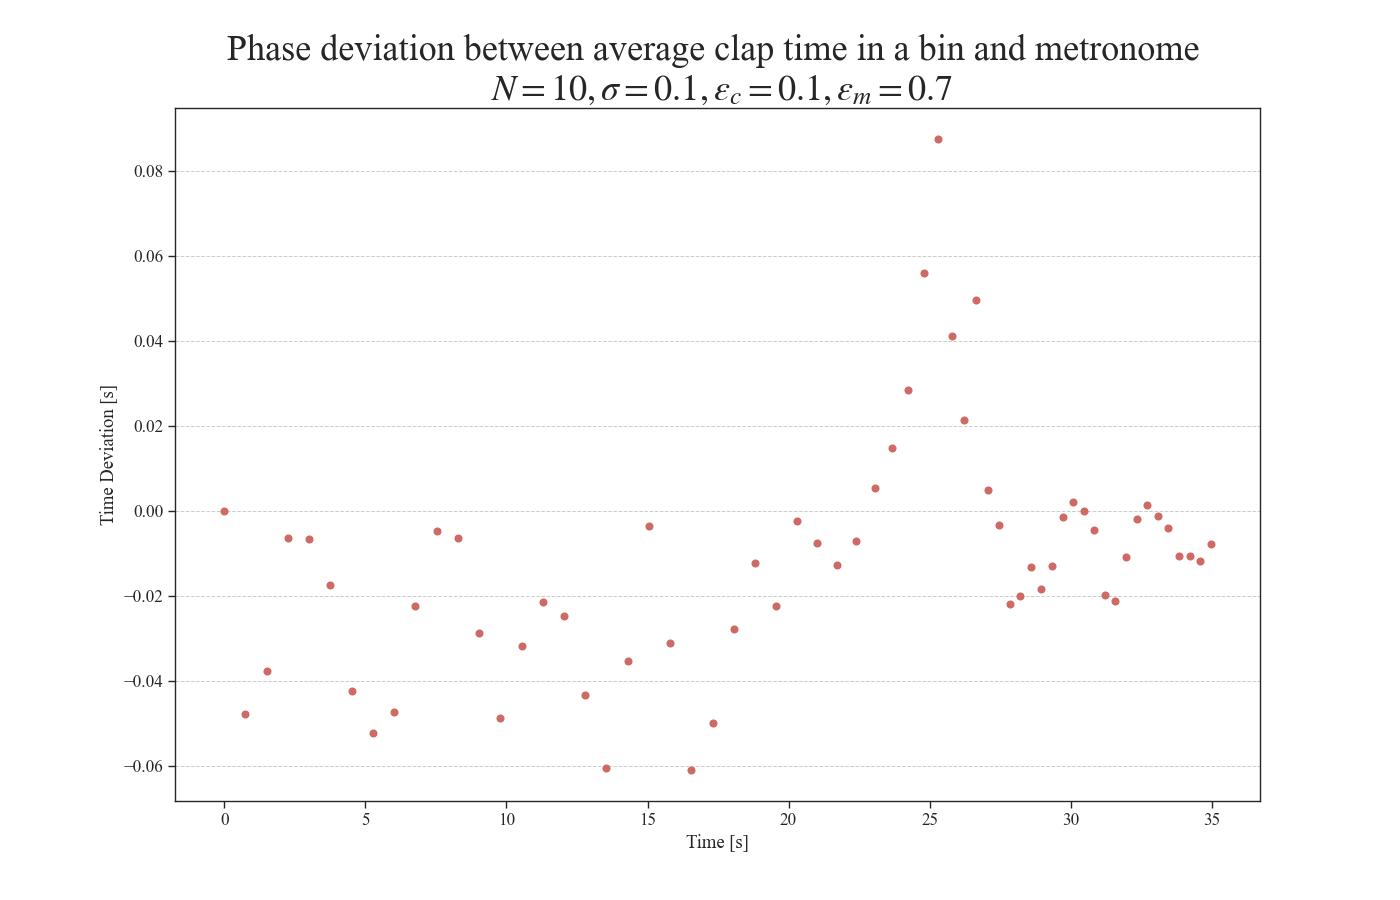 Phase deviation between average clap time in a bin and metronome
N = 10, σ = 0.1, ε_c = 0.1, ε_m = 0.7
0.08
0.06
0.04
0.02
0.00
−0.02
−0.04
−0.06
Time Deviation [s]
0 5 10 15 20 25 30 35
Time [s]